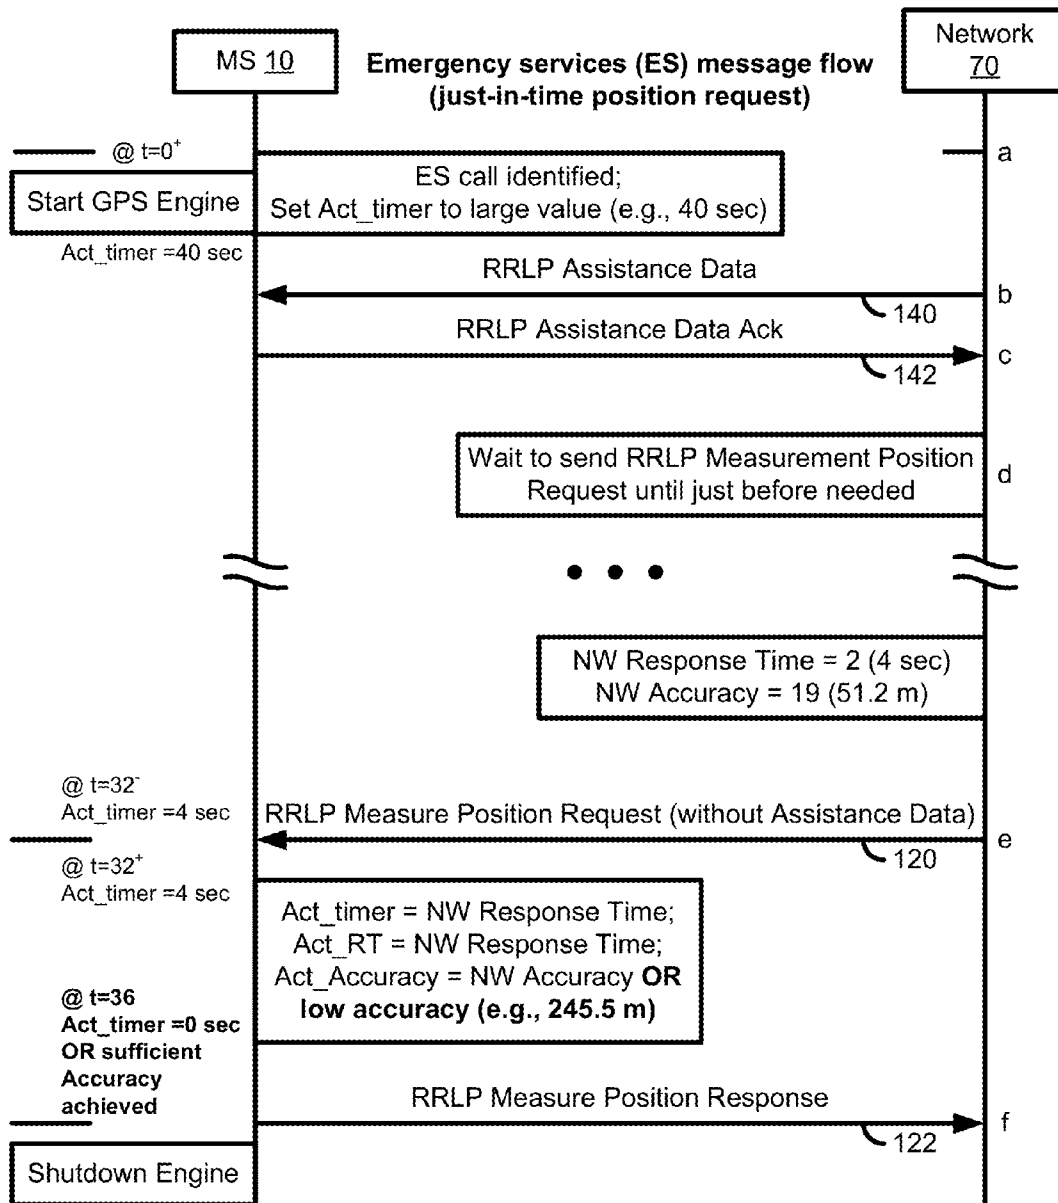 MS 10
Emergency services (ES) message flow
(just-in-time position request)
Network
70
@ t=0+
a
ES call identified;
Set Act_timer to large value (e.g., 40 sec)
Start GPS Engine
Act_timer =40 sec
RRLP Assistance Data
b
140
RRLP Assistance Data Ack
c
142
Wait to send RRLP Measurement Position
Request until just before needed
d
NW Response Time = 2 (4 sec)
NW Accuracy = 19 (51.2 m)
@ t=32-
Act_timer =4 sec
RRLP Measure Position Request (without Assistance Data)
e
120
@ t=32+
Act_timer =4 sec
Act_timer = NW Response Time;
Act_RT = NW Response Time;
Act_Accuracy = NW Accuracy OR
low accuracy (e.g., 245.5 m)
@ t=36
Act_timer =0 sec
OR sufficient
Accuracy
achieved
RRLP Measure Position Response
f
122
Shutdown Engine